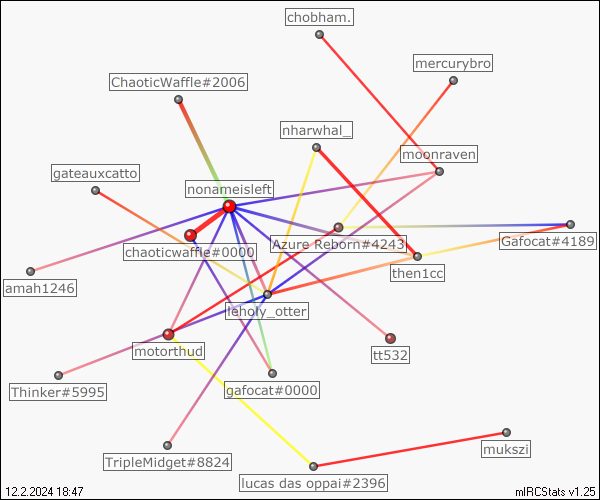 chobham.
mercurybro
ChaoticWaffle#2006
nharwhal_
moonraven
gateauxcatto
nonameisleft
Azure Reborn#4243
Gafocat#4189
chaoticwaffle#0000
then1cc
amah1246
leholy_otter
motorthud
tt532
Thinker#5995
gafocat#0000
mukszi
TripleMidget#8824
lucas das oppai#2396
12.2.2024 18:47
mIRCStats v1.25